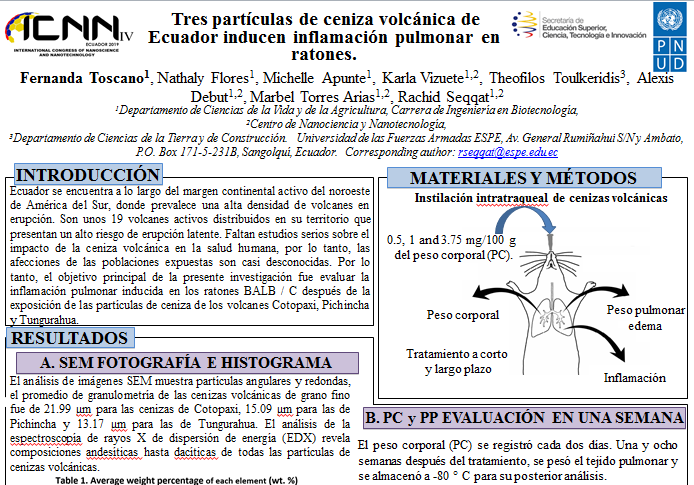 ICNN IV
ECUADOR 2019
INTERNATIONAL CONGRESS OF NANOSCIENCE
AND NANOTECHNOLOGY
Tres partículas de ceniza volcánica de
Ecuador inducen inflamación pulmonar en
ratones.
Secretaría de
Educación Superior,
Ciencia, Tecnología e Innovación
PN
UD
Fernanda Toscano1, Nathaly Flores1, Michelle Apunte1, Karla Vizuete1,2, Theofilos Toulkeridis3, Alexis
Debut1,2, Marbel Torres Arias1,2, Rachid Seqqat1,2
1Departamento de Ciencias de la Vida y de la Agricultura, Carrera de Ingeniería en Biotecnología,
2Centro de Nanociencia y Nanotecnología,
3Departamento de Ciencias de la Tierra y de Construcción. Universidad de las Fuerzas Armadas ESPE, Av. General Rumiñahui S/N y Ambato,
P.O. Box 171-5-231B, Sangolquí, Ecuador. Corresponding author: rseqqat@espe.edu.ec
INTRODUCCIÓN
Ecuador se encuentra a lo largo del margen continental activo del noroeste
de América del Sur, donde prevalece una alta densidad de volcanes en
erupción. Son unos 19 volcanes activos distribuidos en su territorio que
presentan un alto riesgo de erupción latente. Faltan estudios serios sobre el
impacto de la ceniza volcánica en la salud humana, por lo tanto, las
afecciones de las poblaciones expuestas son casi desconocidas. Por lo
tanto, el objetivo principal de la presente investigación fue evaluar la
inflamación pulmonar inducida en los ratones BALB / C después de la
exposición de las partículas de ceniza de los volcanes Cotopaxi, Pichincha
y Tungurahua.
RESULTADOS
A. SEM FOTOGRAFÍA E HISTOGRAMA
El análisis de imágenes SEM muestra partículas angulares y redondas,
el promedio de granulometria de las cenizas volcánicas de grano fino
fue de 21.99 µm para las cenizas de Cotopaxi, 15.09 µm para las de
Pichincha y 13.17 µm para las de Tungurahua. El análisis de la
espectroscopia de rayos X de dispersión de energía (EDX) revela
composiciones andesíticas hasta dacíticas de todas las partículas de
cenizas volcánicas.
Table 1. Average weight percentage of each element (wt. %)
MATERIALES Y MÉTODOS
Instilación intratraqueal de cenizas volcánicas
0.5, 1 and 3.75 mg/100 g
del peso corporal (PC).
Peso corporal
Peso pulmonar
edema
Tratamiento a corto
y largo plazo
Inflamación
B. PC y PP EVALUACIÓN EN UNA SEMANA
El peso corporal (PC) se registró cada dos días. Una y ocho
semanas después del tratamiento, se pesó el tejido pulmonar y
se almacenó a -80 ° C para su posterior análisis.